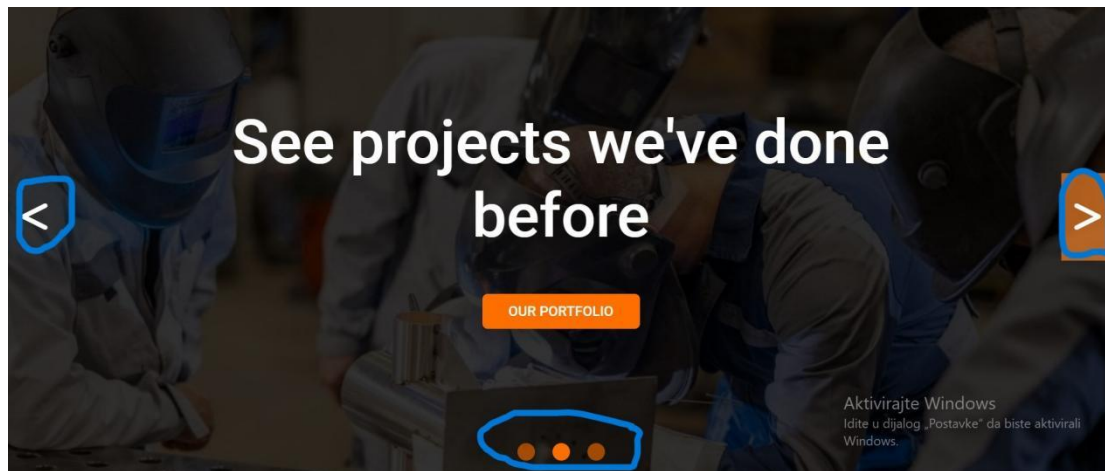 See projects we've done
before
<
>
OUR PORTFOLIO
Aktivirajte Windows
Idite u dijalog „Postavke“ da biste aktivirali
Windows.